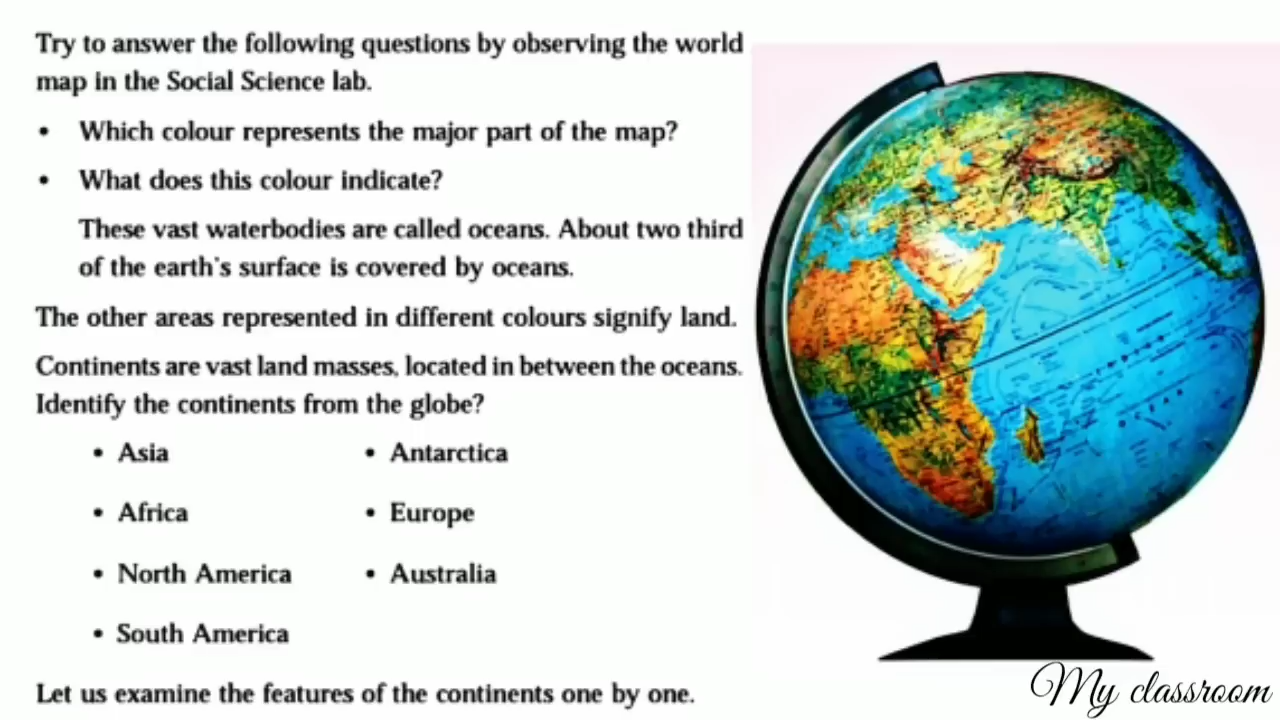 Try to answer the following questions by observing the world
map in the Social Science lab.
• Which colour represents the major part of the map?
• What does this colour indicate?
These vast waterbodies are called oceans. About two third
of the earth's surface is covered by oceans.
The other areas represented in different colours signify land.
Continents are vast land masses, located in between the oceans.
Identify the continents from the globe?
• Asia
• Africa
• North America
• South America
• Antarctica
• Europe
• Australia
Let us examine the features of the continents one by one.
My classroom